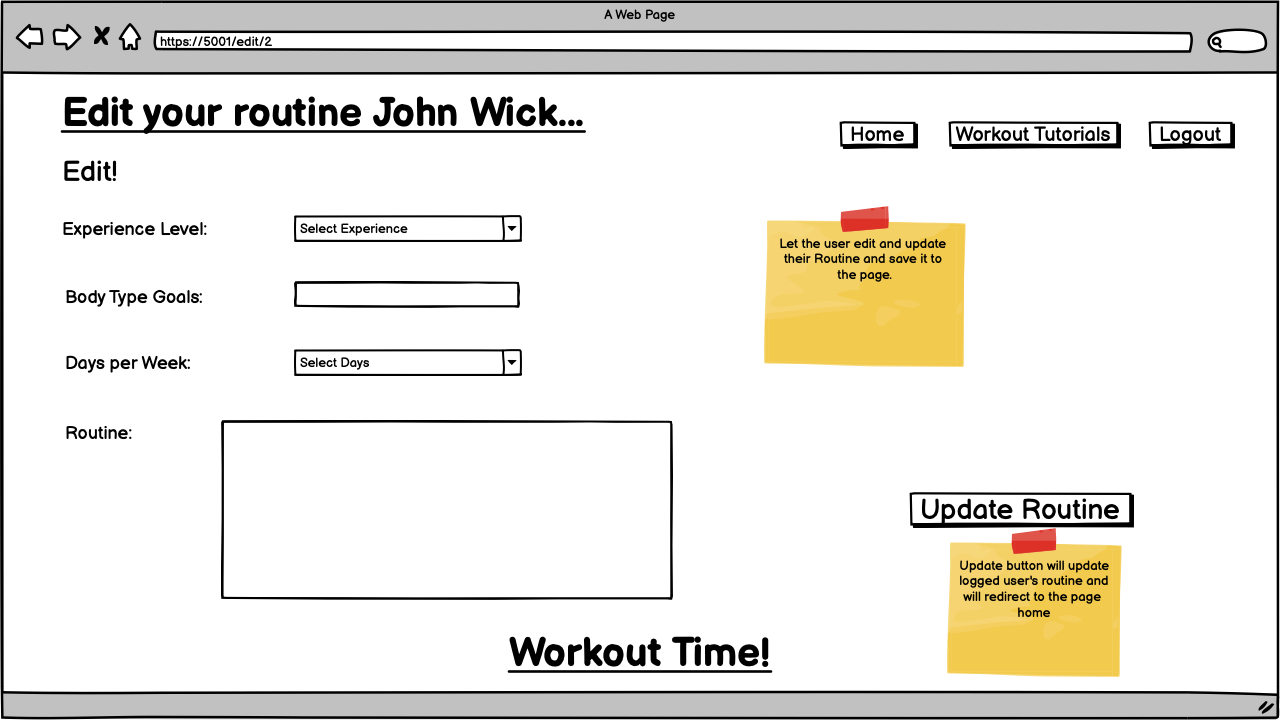 A Web Page
https://5001/edit/2
Edit your routine John Wick...
Home
Workout Tutorials
Logout
Edit!
Experience Level:
Select Experience
Let the user edit and update
their Routine and save it to
the page.
Body Type Goals:
Days per Week:
Select Days
Routine:
Update Routine
Update button will update
logged user's routine and
will redirect to the page
home
Workout Time!